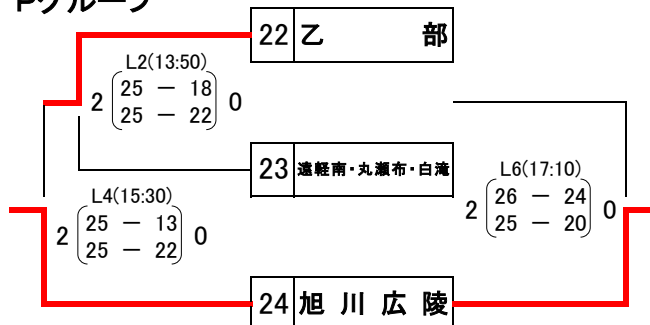 Pグループ
22 乙 部
L2(13:50)
2 25 － 18 0
25 － 22
23 遠軽南・丸瀬布・白滝
L4(15:30)
2 25 － 13 0
25 － 22
L6(17:10)
2 26 － 24 0
25 － 20
24 旭 川 広 陵